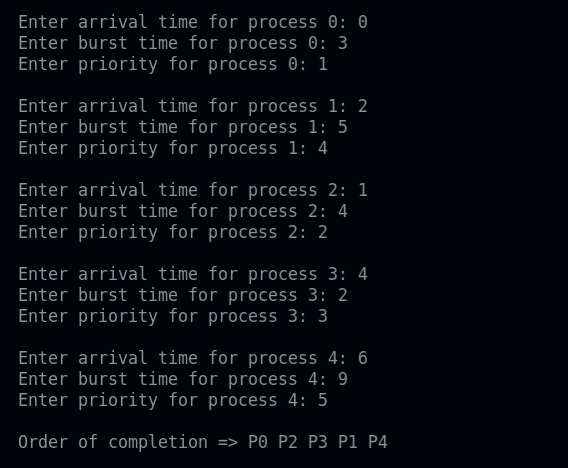 Enter arrival time for process 0: 0
Enter burst time for process 0: 3
Enter priority for process 0: 1
Enter arrival time for process 1: 2
Enter burst time for process 1: 5
Enter priority for process 1: 4
Enter arrival time for process 2: 1
Enter burst time for process 2: 4
Enter priority for process 2: 2
Enter arrival time for process 3: 4
Enter burst time for process 3: 2
Enter priority for process 3: 3
Enter arrival time for process 4: 6
Enter burst time for process 4: 9
Enter priority for process 4: 5
Order of completion => P0 P2 P3 P1 P4